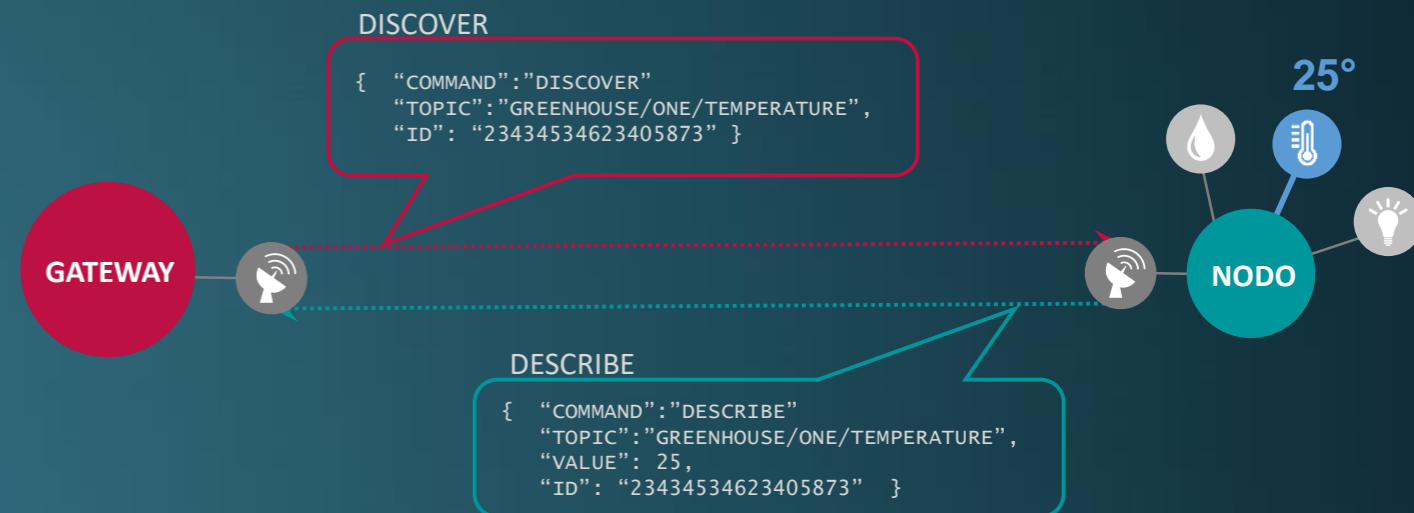 DISCOVER
{ “COMMAND”:”DISCOVER”
“TOPIC”:”GREENHOUSE/ONE/TEMPERATURE”,
“ID”: “23434534623405873” }
25°
GATEWAY
NODO
DESCRIBE
{ “COMMAND”:”DESCRIBE”
“TOPIC”:”GREENHOUSE/ONE/TEMPERATURE”,
“VALUE”: 25,
“ID”: “23434534623405873” }